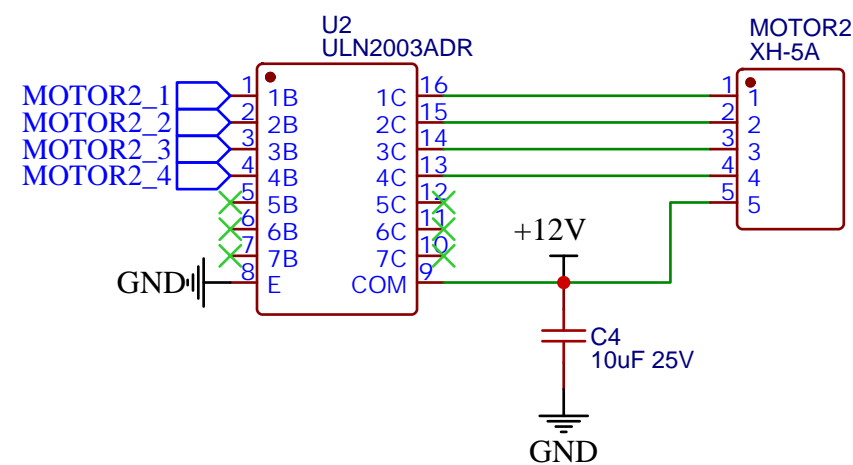 U2
ULN2003ADR
MOTOR2
XH-5A
MOTOR2_1 1 1B 1C 16 1 1
MOTOR2_2 2 2B 2C 15 2 2
MOTOR2_3 3 3B 3C 14 3 3
MOTOR2_4 4 4B 4C 13 4 4
5 5B 5C 12 5 5
6 6B 6C 11
7 7B 7C 10
+12V
GND 8 E COM 9
C4
10uF 25V
GND